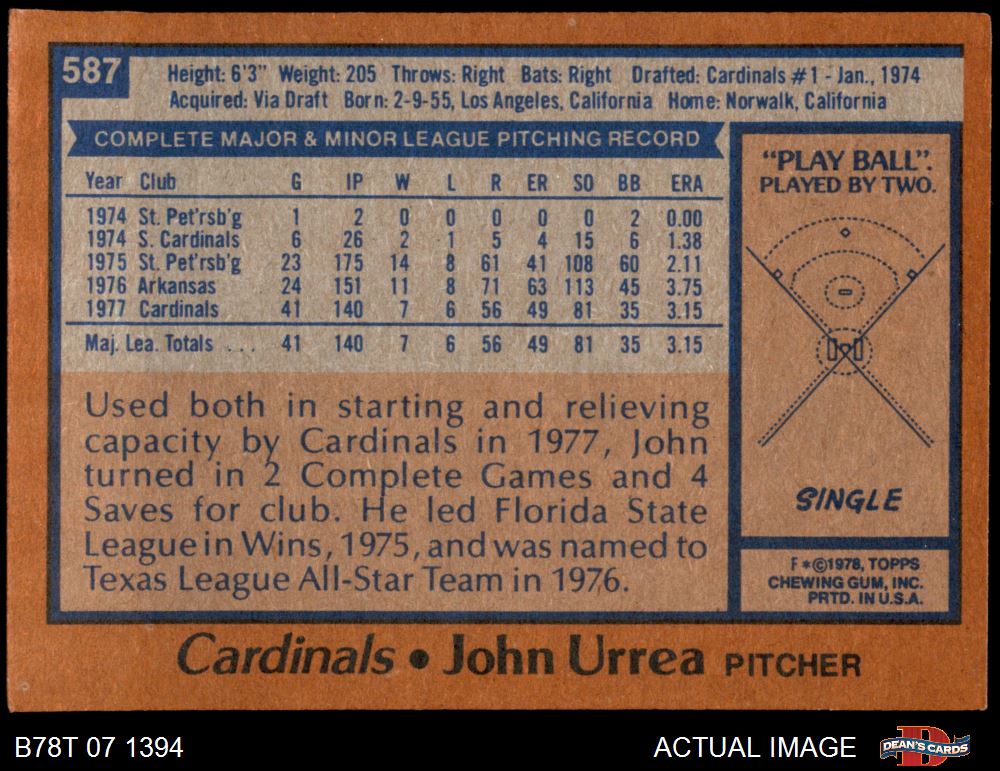 587
Height: 6'3" Weight: 205 Throws: Right Bats: Right Drafted: Cardinals #1 - Jan., 1974
Acquired: Via Draft Born: 2-9-55, Los Angeles, California Home: Norwalk, California
COMPLETE MAJOR & MINOR LEAGUE PITCHING RECORD
Year Club G IP W L R ER SO BB ERA
1974 St. Pet'rsb'g 1 2 0 0 0 0 0 2 0.00
1974 S. Cardinals 6 26 2 1 5 4 15 6 1.38
1975 St. Pet'rsb'g 23 175 14 8 61 41 108 60 2.11
1976 Arkansas 24 151 11 8 71 63 113 45 3.75
1977 Cardinals 41 140 7 6 56 49 81 35 3.15
Maj. Lea. Totals . . . 41 140 7 6 56 49 81 35 3.15
Used both in starting and relieving
capacity by Cardinals in 1977, John
turned in 2 Complete Games and 4
Saves for club. He led Florida State
League in Wins, 1975, and was named to
Texas League All-Star Team in 1976.
"PLAY BALL".
PLAYED BY TWO.
SINGLE
F*©1978, TOPPS
CHEWING GUM, INC.
PRTD. IN U.S.A.
Cardinals • John Urrea PITCHER
B78T 07 1394
ACTUAL IMAGE
D
DEAN'S CARDS